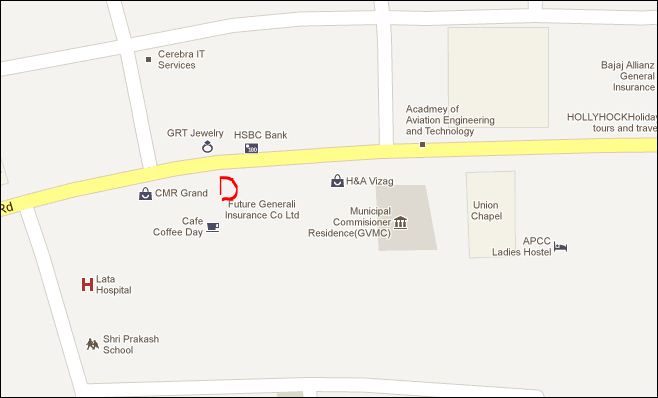 Cerebra IT
Services
Bajaj Allianz
General
Insurance
Acadmey of
Aviation Engineering
and Technology
HOLLYHOCKHoliday
tours and trave
GRT Jewelry
HSBC Bank
100
CMR Grand
H&A Vizag
Rd
Future Generali
Insurance Co Ltd
Cafe
Coffee Day
Municipal
Commisioner
Residence(GVMC)
Union
Chapel
APCC
Ladies Hostel
H
Lata
Hospital
Shri Prakash
School